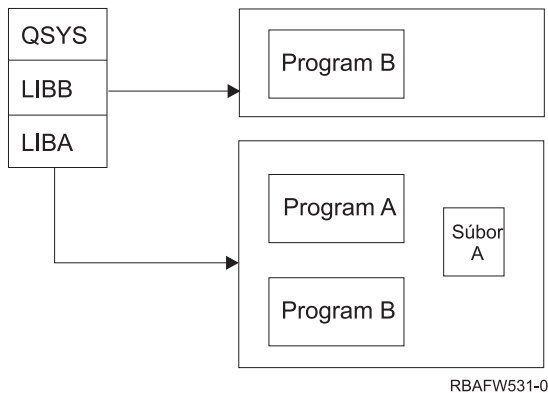 QSYS
LIBB
LIBA
Program B
Program A
Súbor
A
Program B
RBAFW531-0